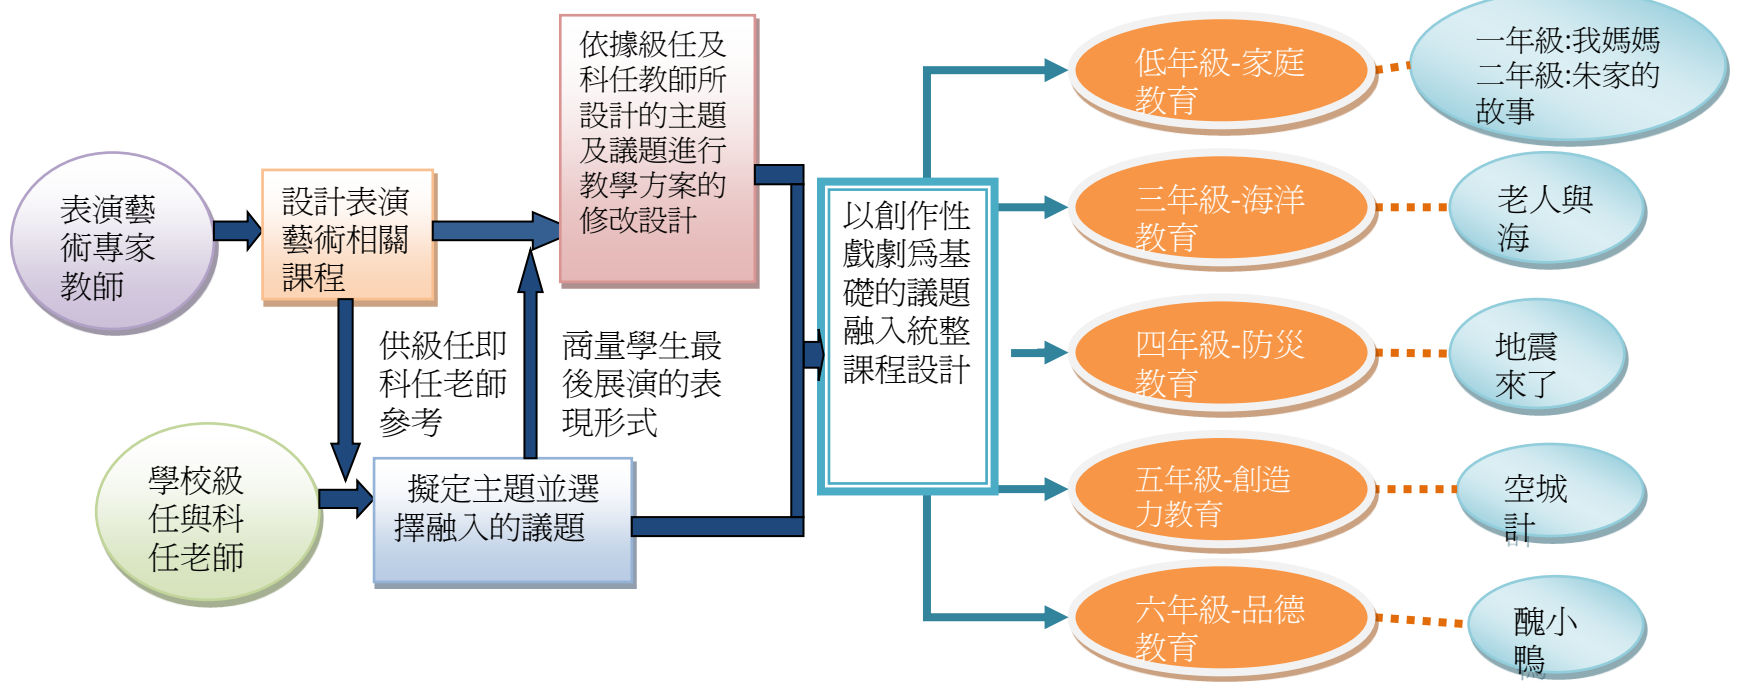 表演藝
術專家
教師
設計表演
藝術相關
課程
依據級任及
科任教師所
設計的主題
及議題進行
教學方案的
修改設計
供級任即
科任老師
參考
商量學生最
後展演的表
現形式
學校級
任與科
任老師
擬定主題並選
擇融入的議題
以創作性
戲劇為基
礎的議題
融入統整
課程設計
低年級-家庭
教育
一年級:我媽媽
二年級:朱家的
故事
三年級-海洋
教育
老人與
海
四年級-防災
教育
地震
來了
五年級-創造
力教育
空城
計
六年級-品德
教育
醜小
鴨